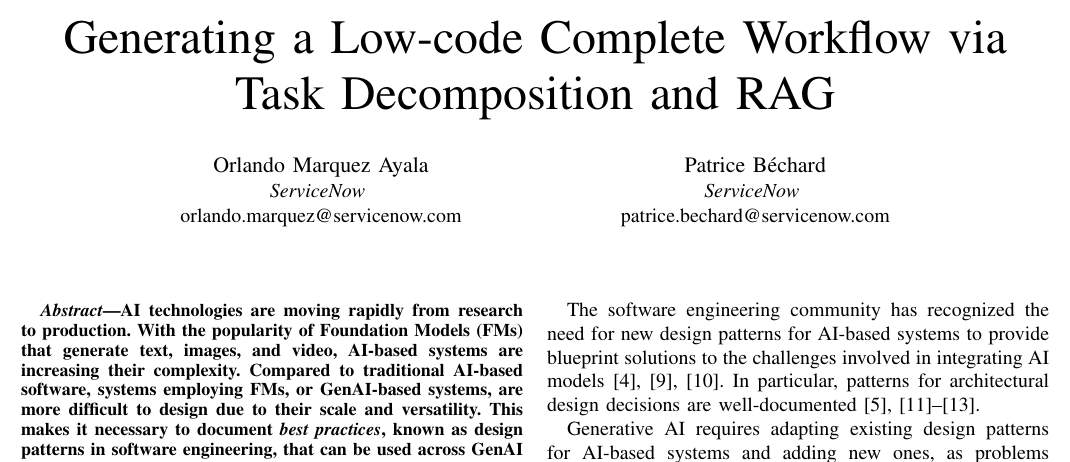 Generating a Low-code Complete Workflow via
Task Decomposition and RAG
Orlando Marquez Ayala
ServiceNow
orlando.marquez@servicenow.com
Patrice Béchard
ServiceNow
patrice.bechard@servicenow.com
Abstract—AI technologies are moving rapidly from research
to production. With the popularity of Foundation Models (FMs)
that generate text, images, and video, AI-based systems are
increasing their complexity. Compared to traditional AI-based
software, systems employing FMs, or GenAI-based systems, are
more difficult to design due to their scale and versatility. This
makes it necessary to document best practices, known as design
patterns in software engineering, that can be used across GenAI
The software engineering community has recognized the
need for new design patterns for AI-based systems to provide
blueprint solutions to the challenges involved in integrating AI
models [4], [9], [10]. In particular, patterns for architectural
design decisions are well-documented [5], [11]–[13].
Generative AI requires adapting existing design patterns
for AI-based systems and adding new ones, as problems